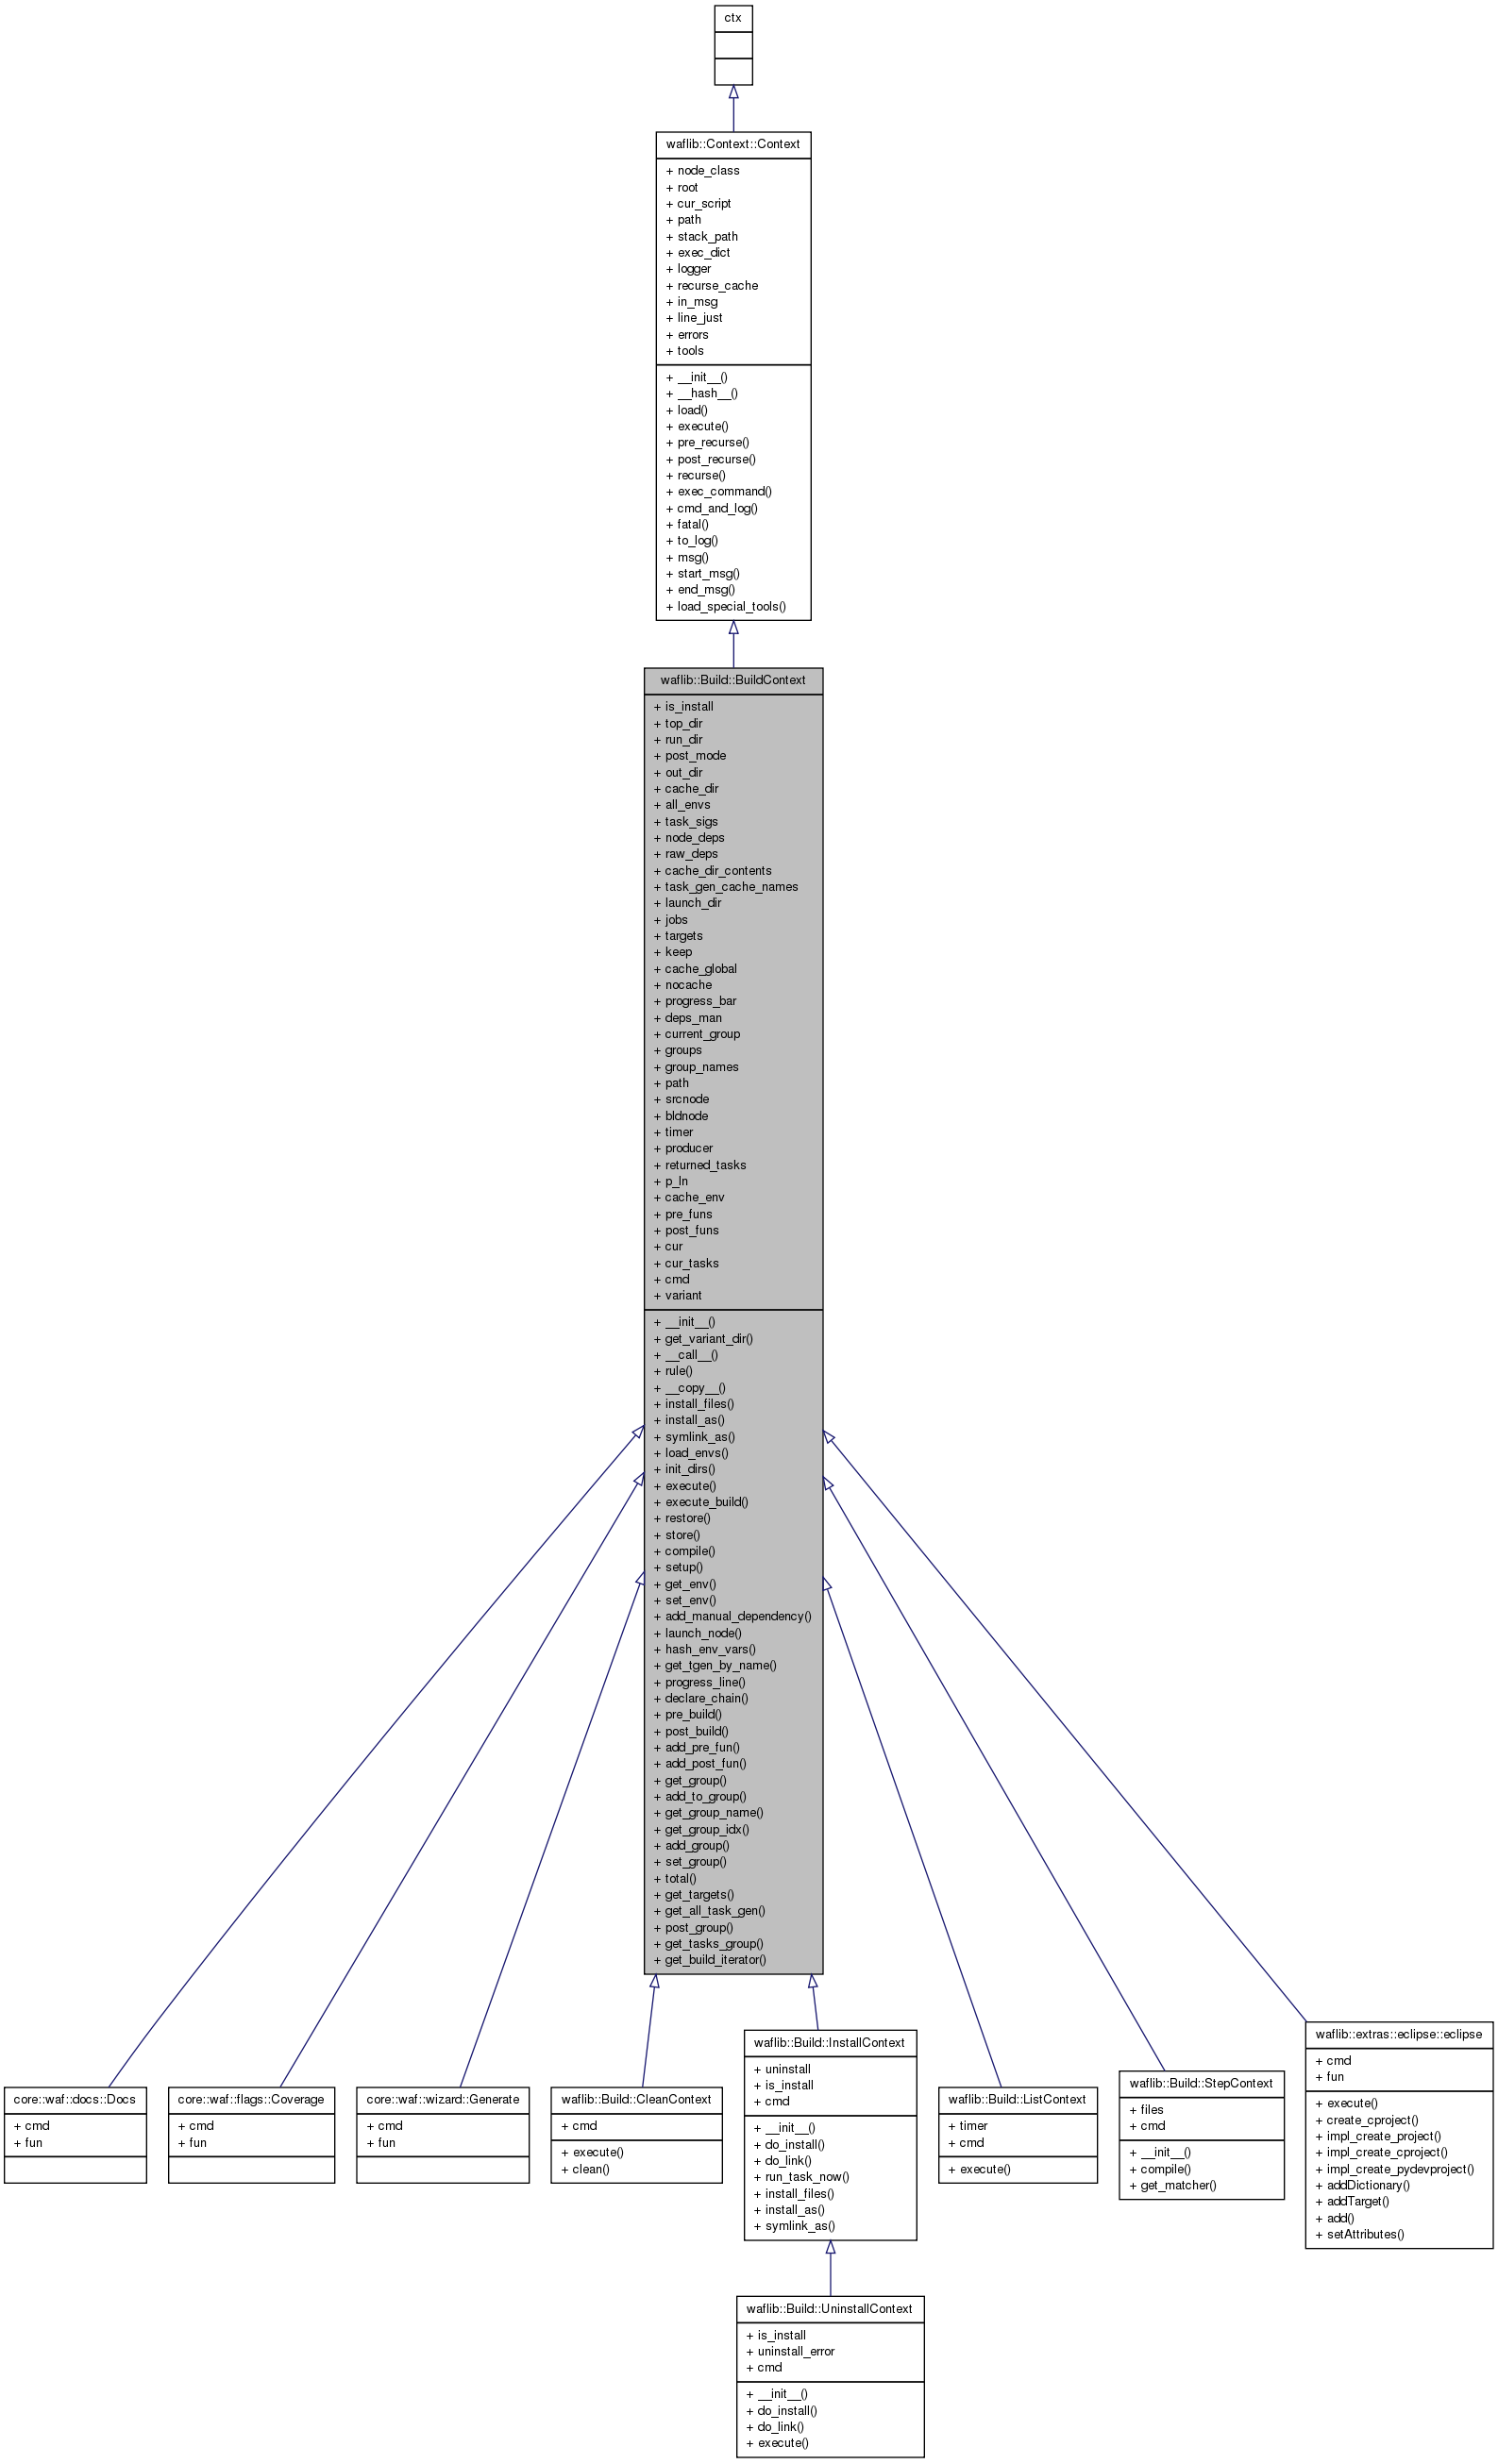 ctx
waflib::Context::Context
+ node_class
+ root
+ cur_script
+ path
+ stack_path
+ exec_dict
+ logger
+ recurse_cache
+ in_msg
+ line_just
+ errors
+ tools
+ __init__()
+ __hash__()
+ load()
+ execute()
+ pre_recurse()
+ post_recurse()
+ recurse()
+ exec_command()
+ cmd_and_log()
+ fatal()
+ to_log()
+ msg()
+ start_msg()
+ end_msg()
+ load_special_tools()
waflib::Build::BuildContext
+ is_install
+ top_dir
+ run_dir
+ post_mode
+ out_dir
+ cache_dir
+ all_envs
+ task_sigs
+ node_deps
+ raw_deps
+ cache_dir_contents
+ task_gen_cache_names
+ launch_dir
+ jobs
+ targets
+ keep
+ cache_global
+ nocache
+ progress_bar
+ deps_man
+ current_group
+ groups
+ group_names
+ path
+ srcnode
+ bldnode
+ timer
+ producer
+ returned_tasks
+ p_ln
+ cache_env
+ pre_funs
+ post_funs
+ cur
+ cur_tasks
+ cmd
+ variant
+ __init__()
+ get_variant_dir()
+ __call__()
+ rule()
+ __copy__()
+ install_files()
+ install_as()
+ symlink_as()
+ load_envs()
+ init_dirs()
+ execute()
+ execute_build()
+ restore()
+ store()
+ compile()
+ setup()
+ get_env()
+ set_env()
+ add_manual_dependency()
+ launch_node()
+ hash_env_vars()
+ get_tgen_by_name()
+ progress_line()
+ declare_chain()
+ pre_build()
+ post_build()
+ add_pre_fun()
+ add_post_fun()
+ get_group()
+ add_to_group()
+ get_group_name()
+ get_group_idx()
+ add_group()
+ set_group()
+ total()
+ get_targets()
+ get_all_task_gen()
+ post_group()
+ get_tasks_group()
+ get_build_iterator()
core::waf::docs::Docs
+ cmd
+ fun
core::waf::flags::Coverage
+ cmd
+ fun
core::waf::wizard::Generate
+ cmd
+ fun
waflib::Build::CleanContext
+ cmd
+ execute()
+ clean()
waflib::Build::InstallContext
+ uninstall
+ is_install
+ cmd
+ __init__()
+ do_install()
+ do_link()
+ run_task_now()
+ install_files()
+ install_as()
+ symlink_as()
waflib::Build::ListContext
+ timer
+ cmd
+ execute()
waflib::Build::StepContext
+ files
+ cmd
+ __init__()
+ compile()
+ get_matcher()
waflib::extras::eclipse::eclipse
+ cmd
+ fun
+ execute()
+ create_cproject()
+ impl_create_project()
+ impl_create_cproject()
+ impl_create_pydevproject()
+ addDictionary()
+ addTarget()
+ add()
+ setAttributes()
waflib::Build::UninstallContext
+ is_install
+ uninstall_error
+ cmd
+ __init__()
+ do_install()
+ do_link()
+ execute()